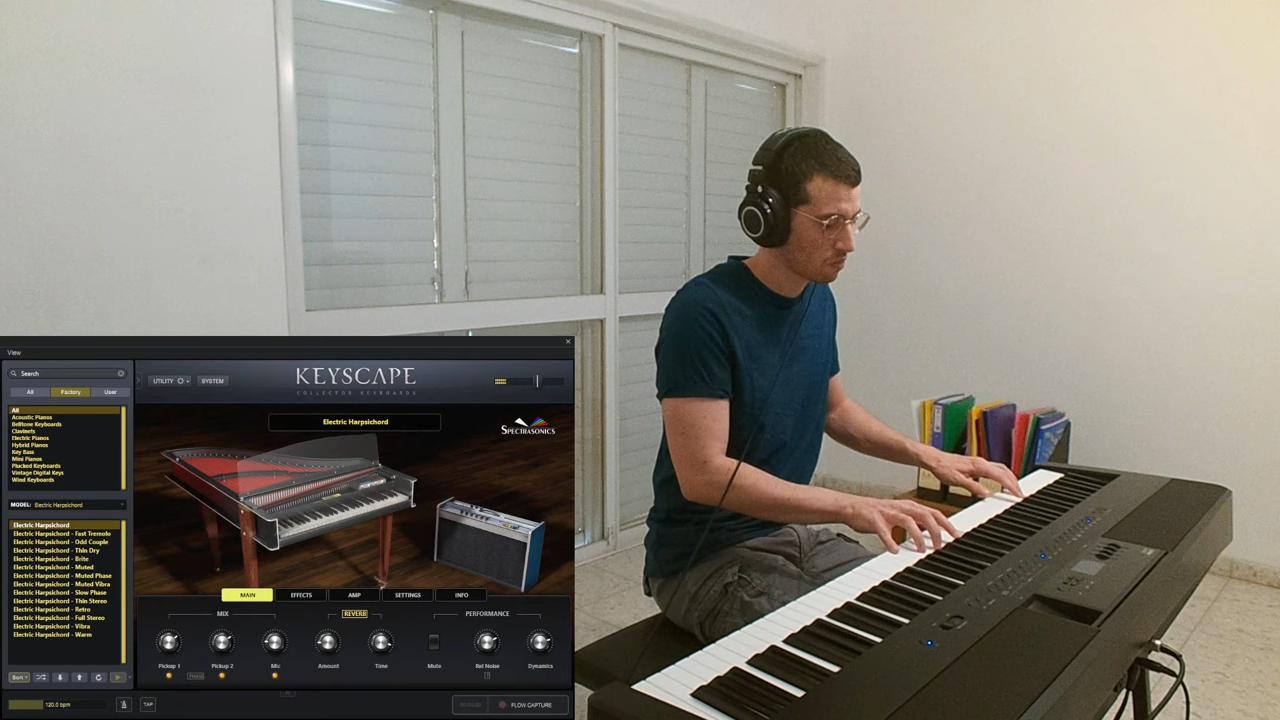 View
Search
All Factory User
All
Acoustic Pianos
Belltone Keyboards
Clavinets
Electric Pianos
Hybrid Pianos
Key Bass
Mini Pianos
Plucked Keyboards
Vintage Digital Keys
Wind Keyboards
MODEL: Electric Harpsichord
Electric Harpsichord
Electric Harpsichord - Fast Tremolo
Electric Harpsichord - Odd Couple
Electric Harpsichord - Thin Dry
Electric Harpsichord - Brite
Electric Harpsichord - Muted
Electric Harpsichord - Muted Phase
Electric Harpsichord - Muted Vibra
Electric Harpsichord - Slow Phase
Electric Harpsichord - Thin Stereo
Electric Harpsichord - Retro
Electric Harpsichord - Full Stereo
Electric Harpsichord - Vibra
Electric Harpsichord - Warm
Sort
120.0 bpm
TAP
UTILITY SYSTEM
KEYSCAPE
COLLECTOR KEYBOARDS
Electric Harpsichord
SPECTRASONICS
MAIN EFFECTS AMP SETTINGS INFO
MIX REVERB PERFORMANCE
Pickup 1 Pickup 2 Mic Amount Time Mute Rel Noise Dynamics
FLOW CAPTURE